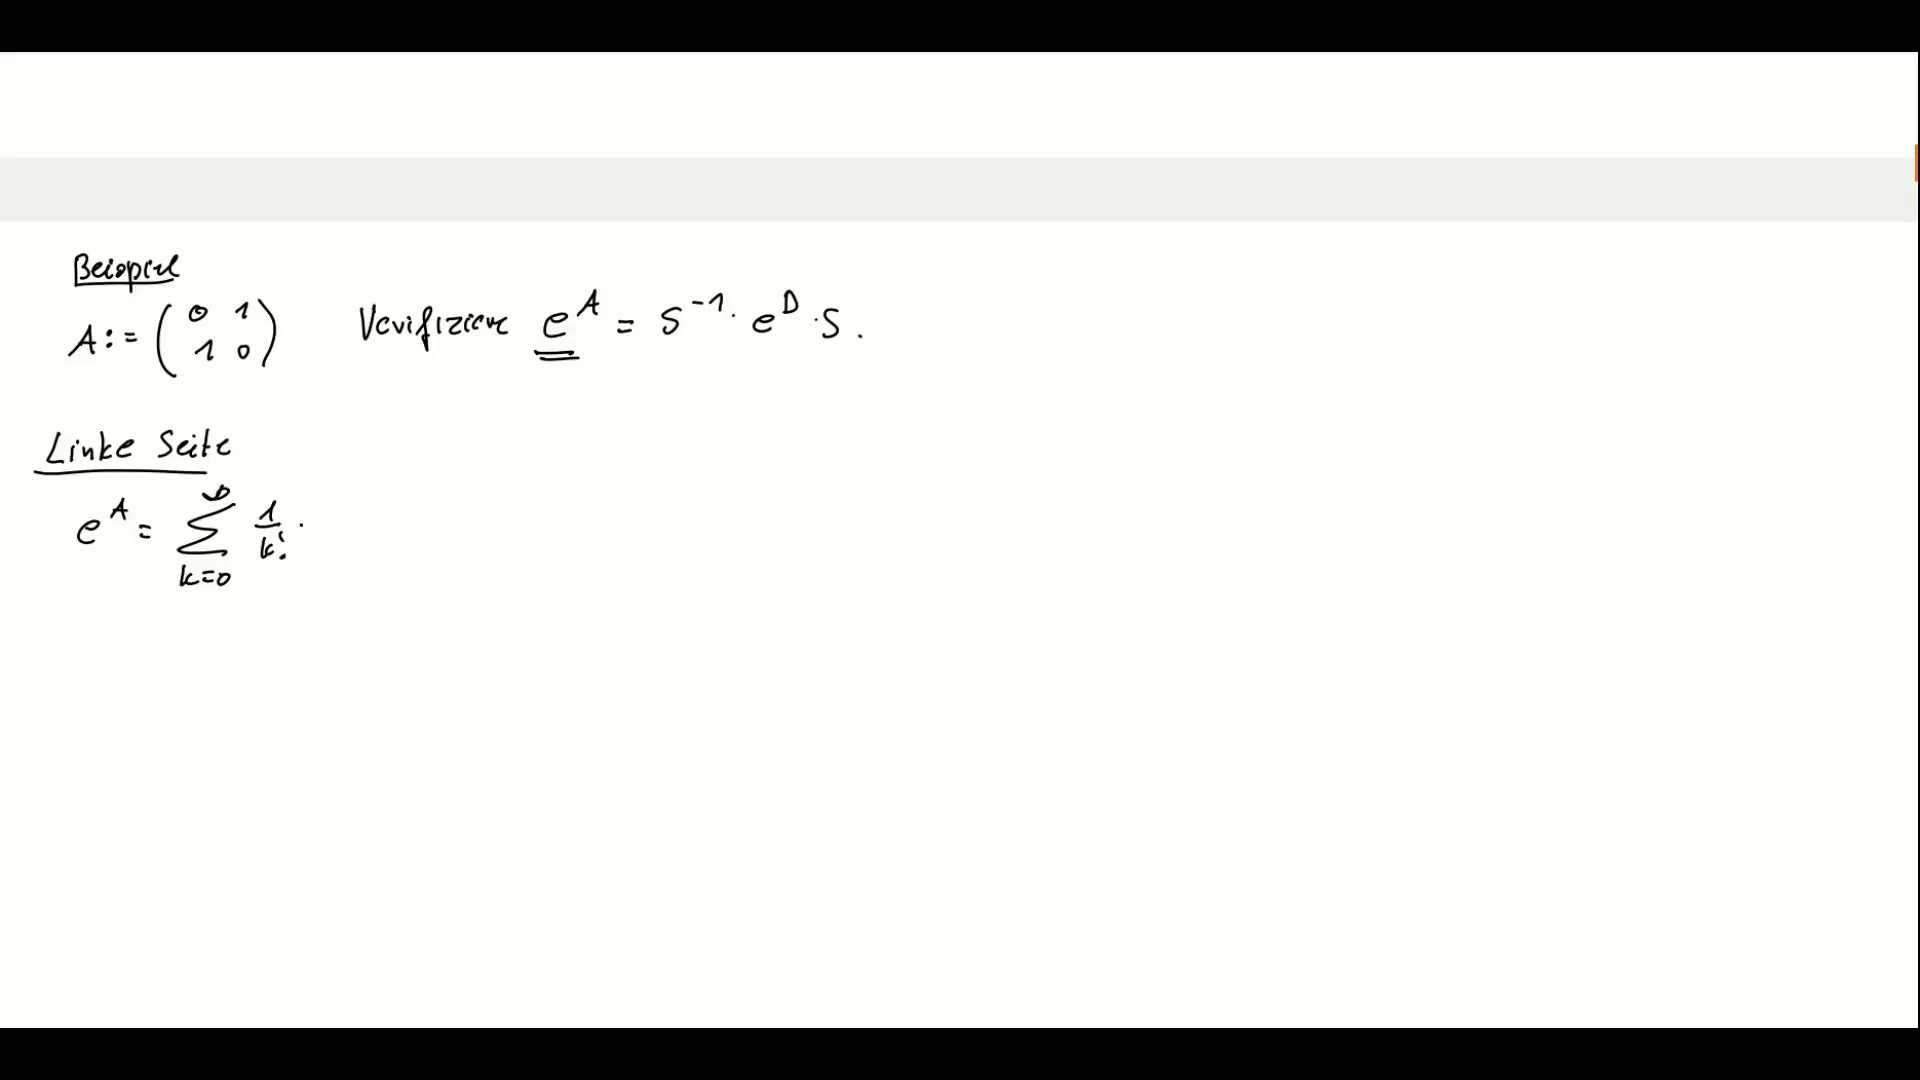 Beispiel
A := ( 0 1 ; 1 0 ) Verifiziere e^A = S^-1 · e^D · S .
Linke Seite
e^A = ∑_{k=0}^∞ 1/k! ·